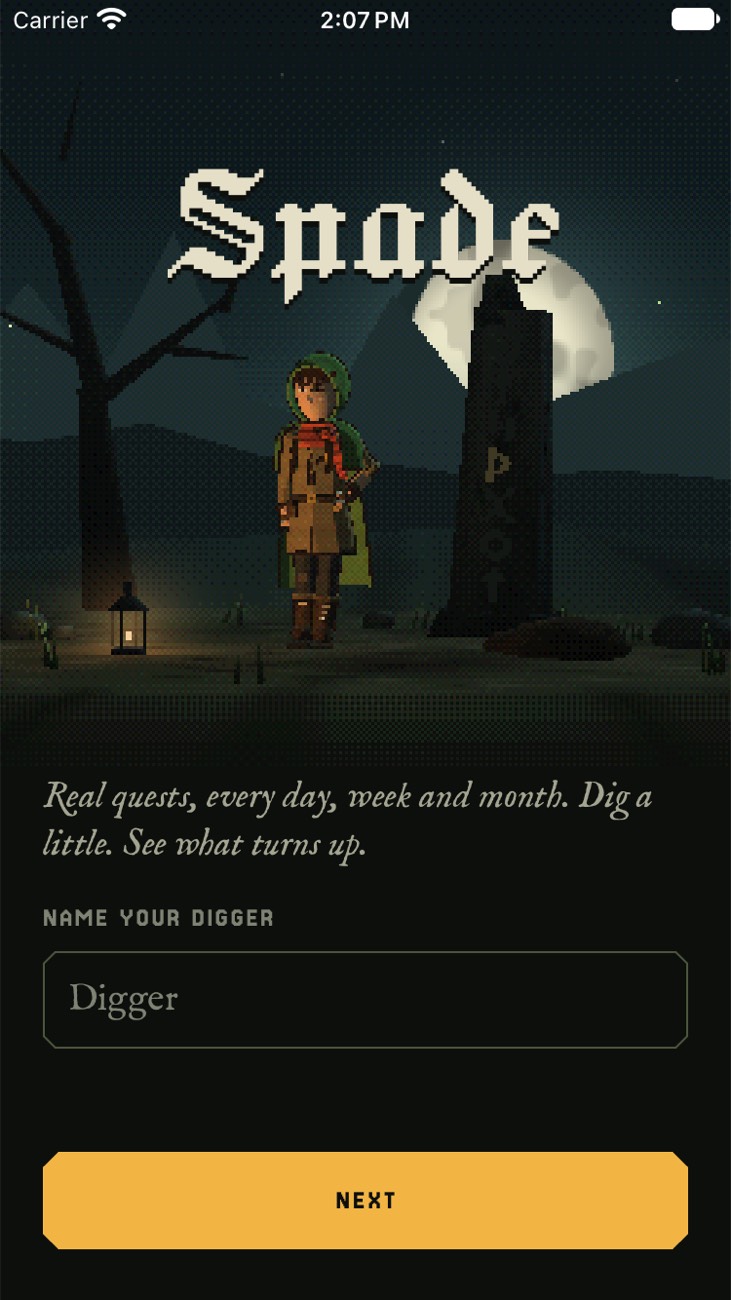 Carrier 2:07 PM
Spade
Real quests, every day, week and month. Dig a
little. See what turns up.
NAME YOUR DIGGER
Digger
NEXT